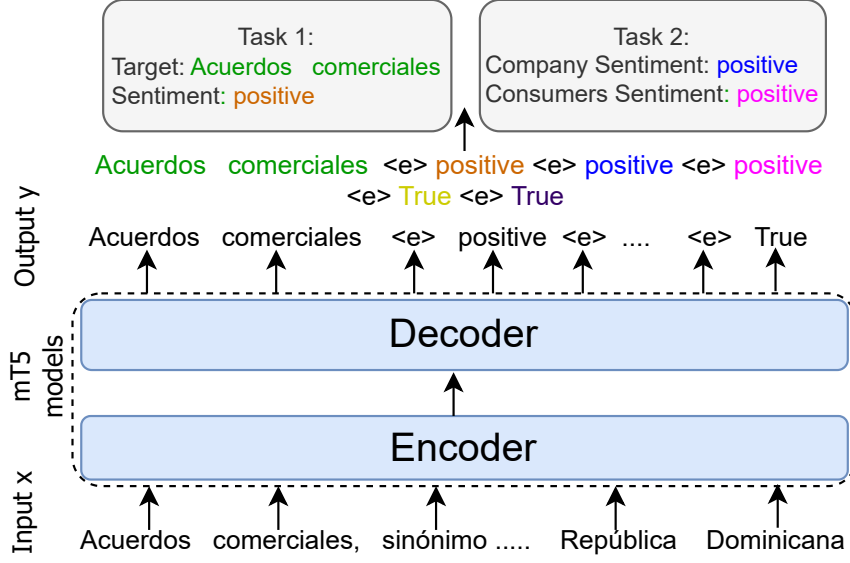 Task 1:
Target: Acuerdos comerciales
Sentiment: positive
Task 2:
Company Sentiment: positive
Consumers Sentiment: positive
Acuerdos comerciales <e> positive <e> positive <e> positive
<e> True <e> True
Output y
Acuerdos comerciales <e> positive <e> .... <e> True
mT5
models
Decoder
Encoder
Input x
Acuerdos comerciales, sinónimo ..... República Dominicana